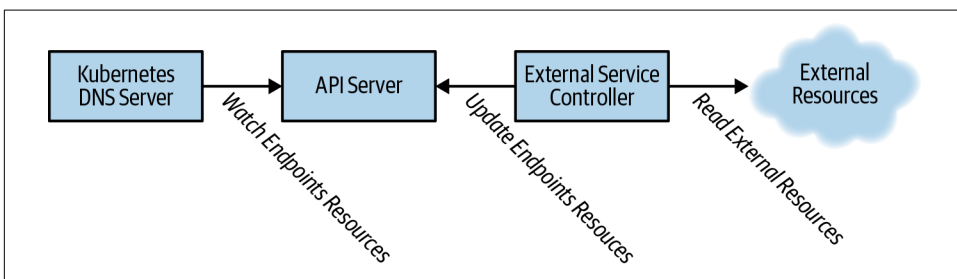 Kubernetes
DNS Server
API Server
External Service
Controller
External
Resources
Watch Endpoints Resources
Update Endpoints Resouces
Read External Resources